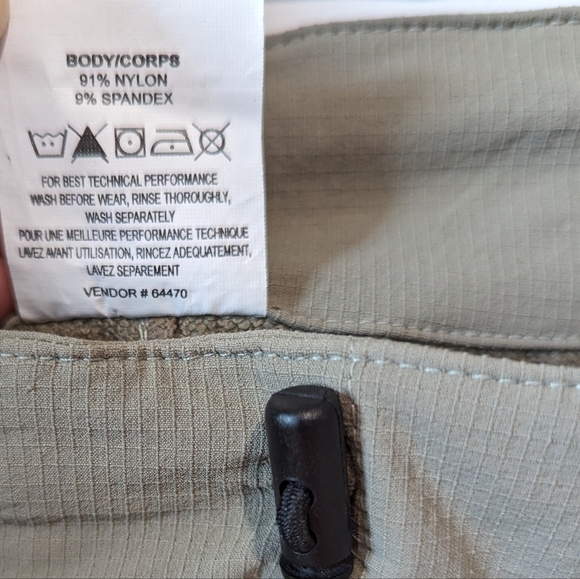 BODY/CORPS
91% NYLON
9% SPANDEX
FOR BEST TECHNICAL PERFORMANCE
WASH BEFORE WEAR, RINSE THOROUGHLY,
WASH SEPARATELY
POUR UNE MEILLEURE PERFORMANCE TECHNIQUE
LAVEZ AVANT UTILISATION, RINCEZ ADEQUATEMENT,
LAVEZ SEPAREMENT
VENDOR # 64470